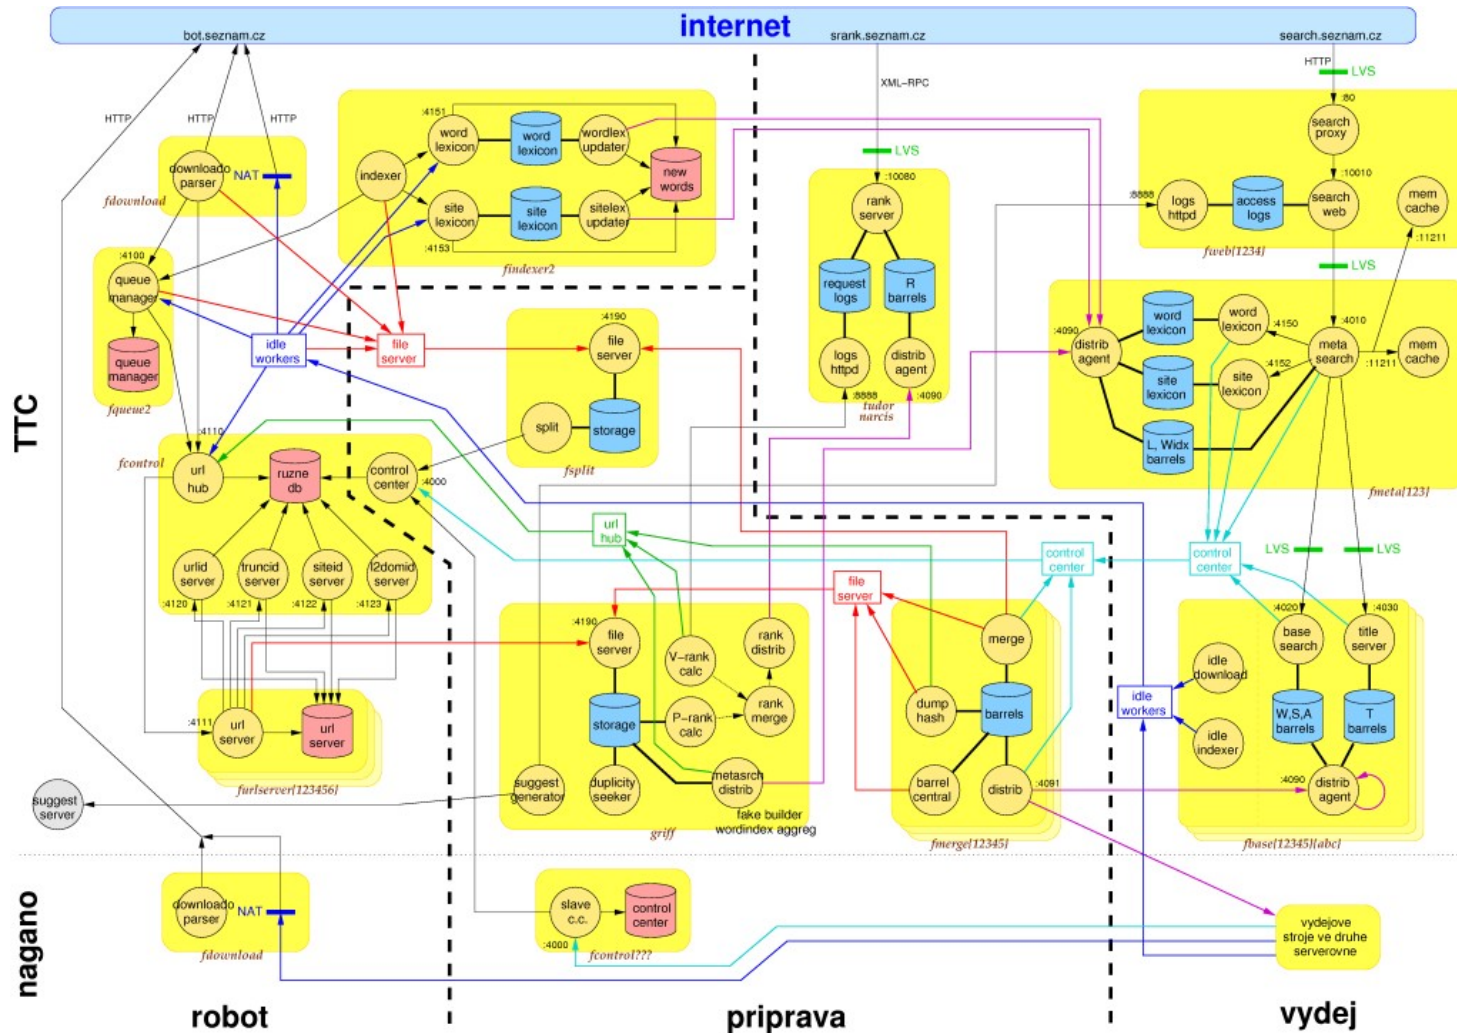 internet
bot.seznam.cz
srank.seznam.cz
search.seznam.cz
HTTP
HTTP
HTTP
XML-RPC
HTTP
LVS
:80
search
proxy
:10010
search
web
:8888
logs
httpd
access
logs
mem
cache
:11211
fweb[1234]
LVS
downloado
parser
NAT
fdownload
:4151
word
lexicon
word
lexicon
wordlex
updater
indexer
new
words
site
lexicon
site
lexicon
sitelex
updater
:4153
findexer2
LVS
:10080
rank
server
request
logs
R
barrels
logs
httpd
distrib
agent
:8888
:4090
tudor
narcis
:4100
queue
manager
queue
manager
fqueue2
idle
workers
file
server
:4190
file
server
split
storage
fsplit
:4090
distrib
agent
word
lexicon
word
lexicon
:4150
:4010
meta
search
:11211
mem
cache
site
lexicon
site
lexicon
:4152
L, Widx
barrels
fmeta[123]
TTC
fcontrol
:4110
url
hub
ruzne
db
control
center
:4000
urlid
server
truncid
server
siteid
server
l2domid
server
:4120
:4121
:4122
:4123
url
hub
control
center
control
center
LVS
LVS
file
server
:4111
url
server
url
server
furlserver[123456]
suggest
server
:4190
file
server
V-rank
calc
rank
distrib
storage
P-rank
calc
rank
merge
suggest
generator
duplicity
seeker
metasrch
distrib
fake builder
wordindex aggreg
griff
merge
dump
hash
barrels
barrel
central
distrib
:4091
fmerge[12345]
idle
workers
idle
download
idle
indexer
:4020
base
search
:4030
title
server
W,S,A
barrels
T
barrels
:4090
distrib
agent
fbase[12345][abc]
nagano
downloado
parser
NAT
fdownload
slave
c.c.
control
center
:4000
fcontrol???
vydejove
stroje ve druhe
serverovne
robot
priprava
vydej